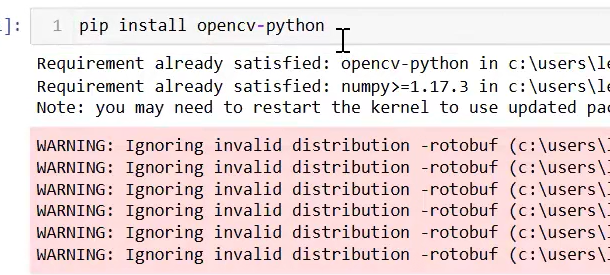 ]: 1 pip install opencv-python
Requirement already satisfied: opencv-python in c:\users\le
Requirement already satisfied: numpy>=1.17.3 in c:\users\le
Note: you may need to restart the kernel to use updated pac
WARNING: Ignoring invalid distribution -rotobuf (c:\users\l
WARNING: Ignoring invalid distribution -rotobuf (c:\users\
WARNING: Ignoring invalid distribution -rotobuf (c:\users\l
WARNING: Ignoring invalid distribution -rotobuf (c:\users\l
WARNING: Ignoring invalid distribution -rotobuf (c:\users\l
WARNING: Ignoring invalid distribution -rotobuf (c:\users\l